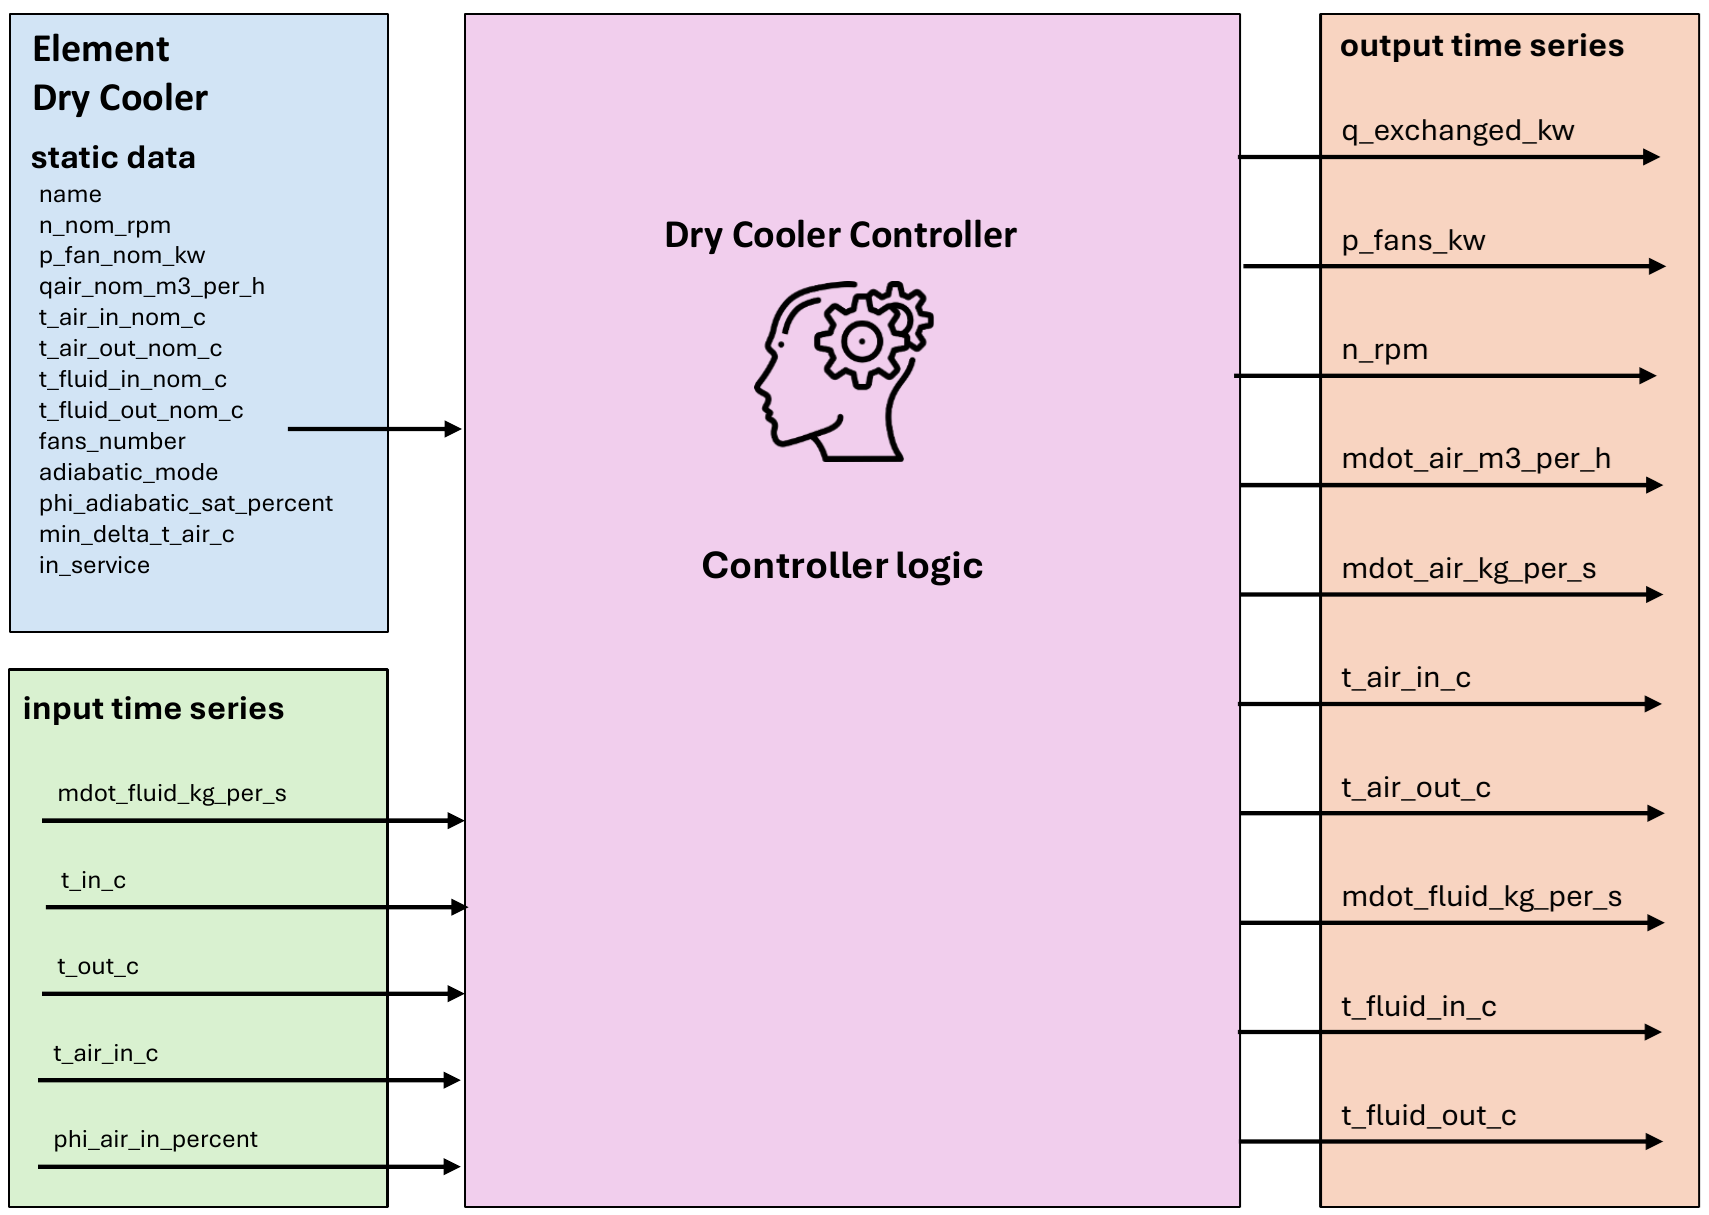 Element
Dry Cooler
static data
name
n_nom_rpm
p_fan_nom_kw
qair_nom_m3_per_h
t_air_in_nom_c
t_air_out_nom_c
t_fluid_in_nom_c
t_fluid_out_nom_c
fans_number
adiabatic_mode
phi_adiabatic_sat_percent
min_delta_t_air_c
in_service
input time series
mdot_fluid_kg_per_s
t_in_c
t_out_c
t_air_in_c
phi_air_in_percent
Dry Cooler Controller
Controller logic
output time series
q_exchanged_kw
p_fans_kw
n_rpm
mdot_air_m3_per_h
mdot_air_kg_per_s
t_air_in_c
t_air_out_c
mdot_fluid_kg_per_s
t_fluid_in_c
t_fluid_out_c